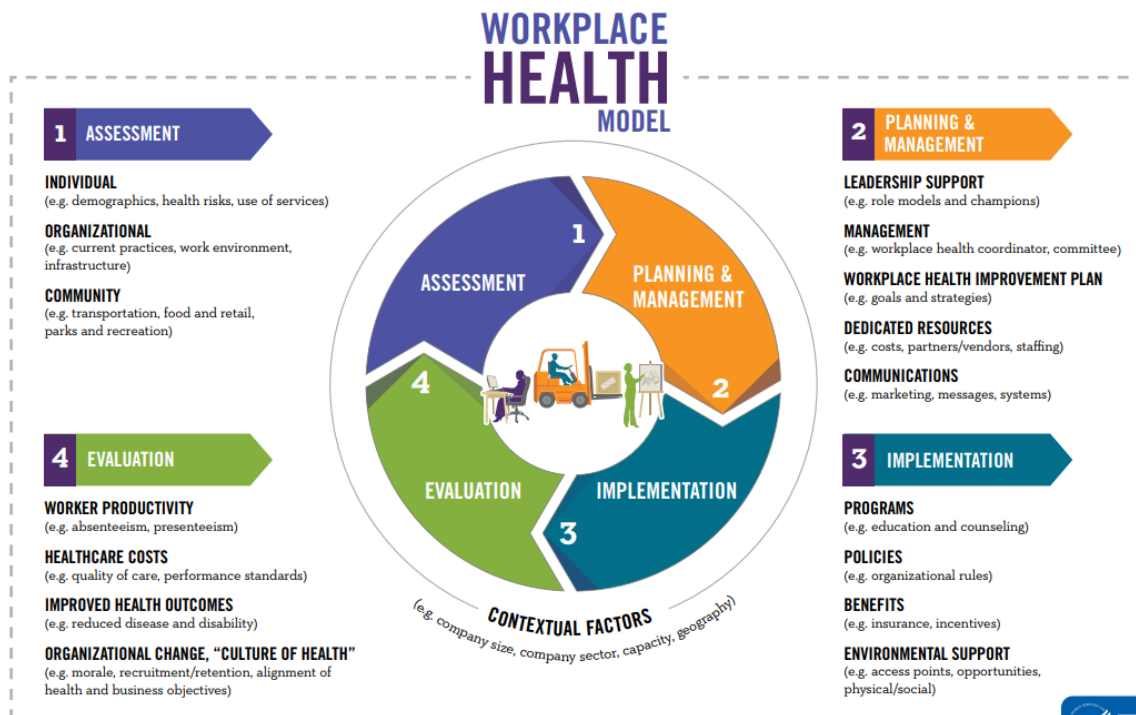 WORKPLACE
HEALTH
MODEL
1 ASSESSMENT
INDIVIDUAL
(e.g. demographics, health risks, use of services)
ORGANIZATIONAL
(e.g. current practices, work environment,
infrastructure)
COMMUNITY
(e.g. transportation, food and retail,
parks and recreation)
2 PLANNING &
MANAGEMENT
LEADERSHIP SUPPORT
(e.g. role models and champions)
MANAGEMENT
(e.g. workplace health coordinator, committee)
WORKPLACE HEALTH IMPROVEMENT PLAN
(e.g. goals and strategies)
DEDICATED RESOURCES
(e.g. costs, partners/vendors, staffing)
COMMUNICATIONS
(e.g. marketing, messages, systems)
1
ASSESSMENT
PLANNING &
MANAGEMENT
2
4
EVALUATION
IMPLEMENTATION
3
CONTEXTUAL FACTORS
(e.g. company size, company sector, capacity, geography)
4 EVALUATION
WORKER PRODUCTIVITY
(e.g. absenteeism, presenteeism)
HEALTHCARE COSTS
(e.g. quality of care, performance standards)
IMPROVED HEALTH OUTCOMES
(e.g. reduced disease and disability)
ORGANIZATIONAL CHANGE, “CULTURE OF HEALTH”
(e.g. morale, recruitment/retention, alignment of
health and business objectives)
3 IMPLEMENTATION
PROGRAMS
(e.g. education and counseling)
POLICIES
(e.g. organizational rules)
BENEFITS
(e.g. insurance, incentives)
ENVIRONMENTAL SUPPORT
(e.g. access points, opportunities,
physical/social)